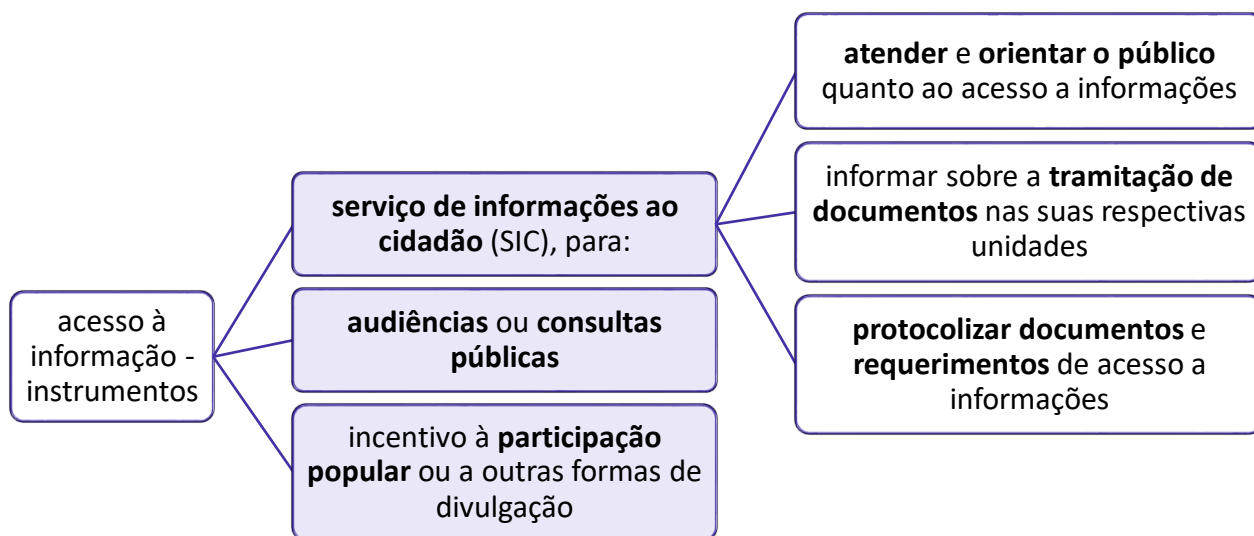 acesso à
informação -
instrumentos
serviço de informações ao
cidadão (SIC), para:
audiências ou consultas
públicas
incentivo à participação
popular ou a outras formas de
divulgação
atender e orientar o público
quanto ao acesso a informações
informar sobre a tramitação de
documentos nas suas respectivas
unidades
protocolizar documentos e
requerimentos de acesso a
informações